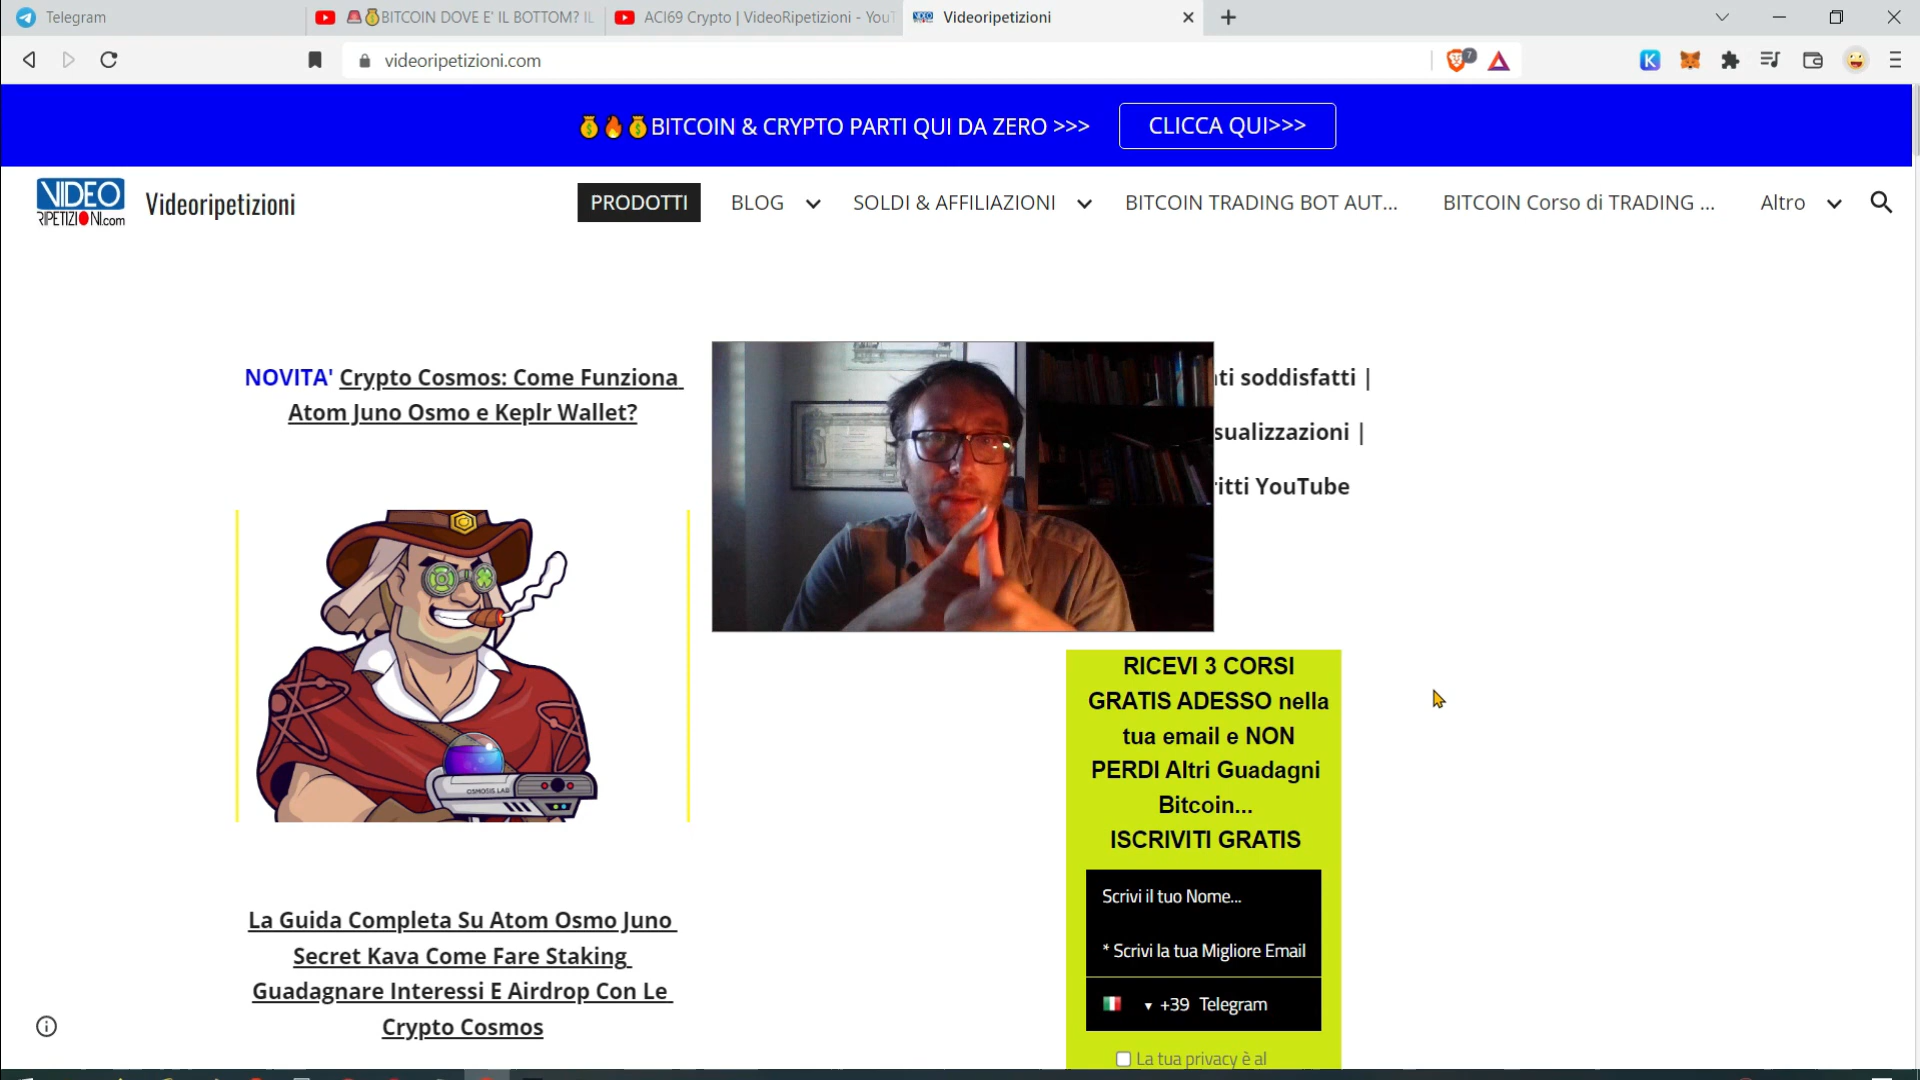 Telegram
BITCOIN DOVE E' IL BOTTOM? IL
ACI69 Crypto | VideoRipetizioni - YouT
Videoripetizioni
videoripetizioni.com
7
BITCOIN & CRYPTO PARTI QUI DA ZERO >>>
CLICCA QUI>>>
VIDEO
RIPETIZIONI.com
Videoripetizioni
PRODOTTI
BLOG
SOLDI & AFFILIAZIONI
BITCOIN TRADING BOT AUT...
BITCOIN Corso di TRADING ...
Altro
NOVITA' Crypto Cosmos: Come Funziona
Atom Juno Osmo e Keplr Wallet?
ti soddisfatti |
sualizzazioni |
ritti YouTube
OSMOSIS LAB
La Guida Completa Su Atom Osmo Juno
Secret Kava Come Fare Staking
Guadagnare Interessi E Airdrop Con Le
Crypto Cosmos
RICEVI 3 CORSI
GRATIS ADESSO nella
tua email e NON
PERDI Altri Guadagni
Bitcoin...
ISCRIVITI GRATIS
Scrivi il tuo Nome...
* Scrivi la tua Migliore Email
+39 Telegram
La tua privacy è al